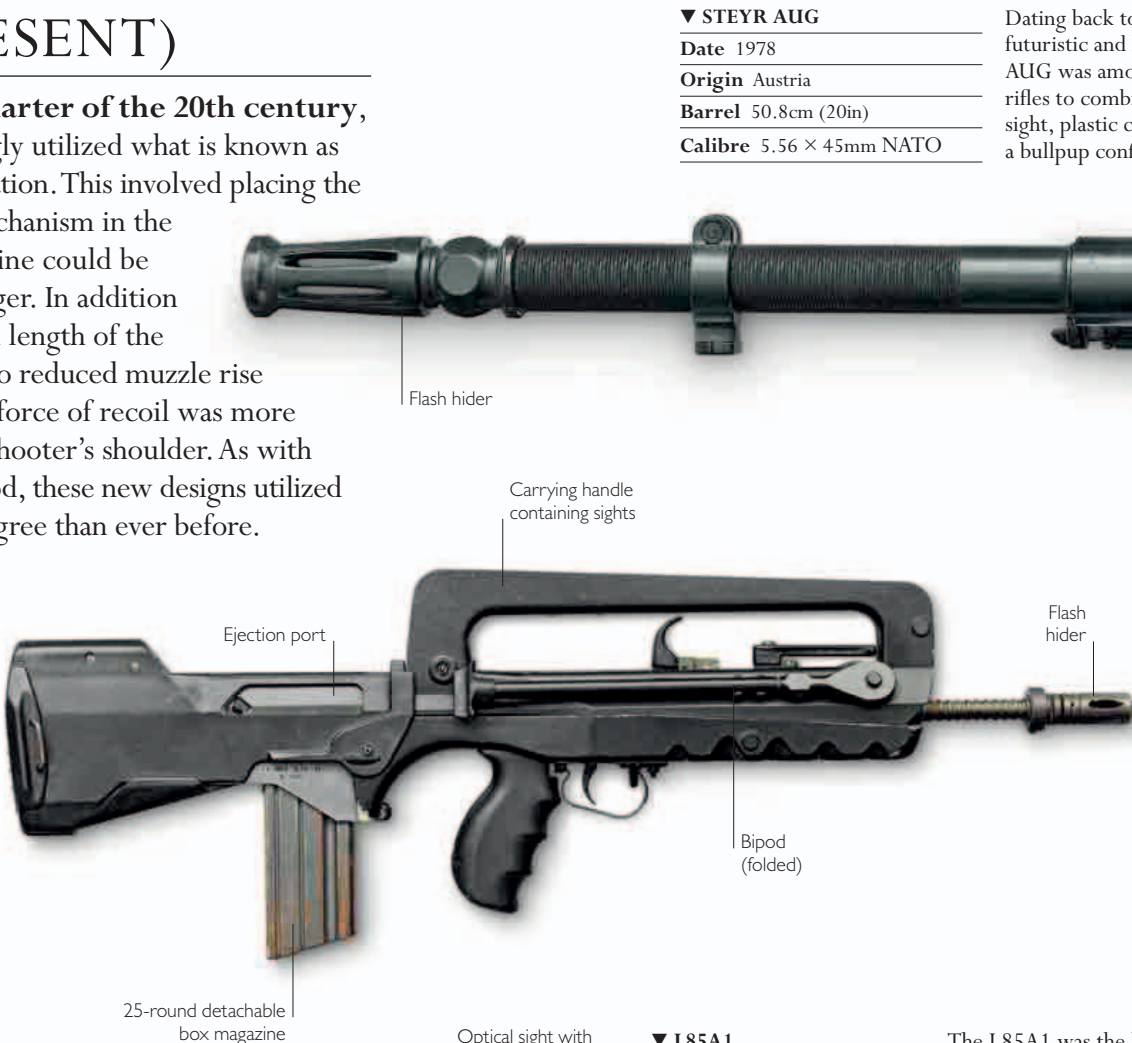 ESENT)
arter of the 20th century,
gly utilized what is known as
ation. This involved placing the
chanism in the
ine could be
ger. In addition
length of the
o reduced muzzle rise
force of recoil was more
hooter's shoulder. As with
od, these new designs utilized
gree than ever before.
▼ STEYR AUG
Date 1978
Origin Austria
Barrel 50.8cm (20in)
Calibre 5.56 × 45mm NATO
Dating back to
futuristic and
AUG was amo
rifles to combi
sight, plastic c
a bullpup conf
Flash hider
Carrying handle
containing sights
Ejection port
Flash
hider
Bipod
(folded)
25-round detachable
box magazine
Optical sight with
▼ L85A1
The L85A1 was the